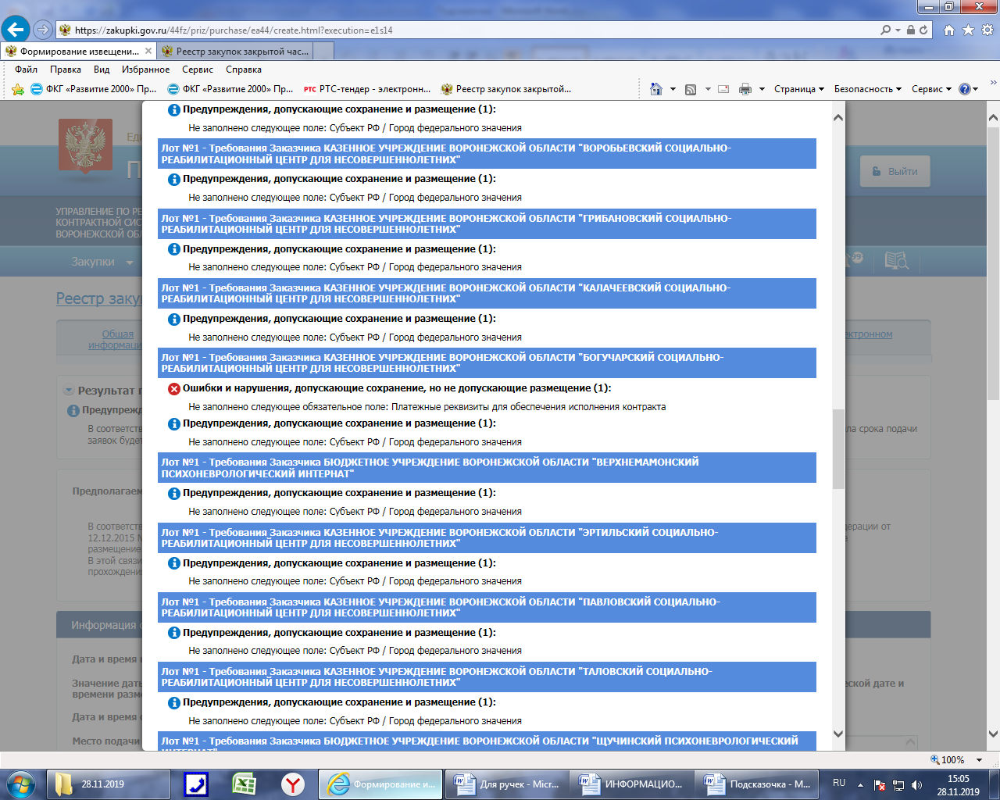 https://zakupki.gov.ru/44fz/priz/purchase/ea44/create.html?execution=e1s14
Формирование извещени...
Реестр закупок закрытой час...
Файл Правка Вид Избранное Сервис Справка
ФКГ «Развитие 2000» Пр... ФКГ «Развитие 2000» Пр... РТС РТС-тендер - электронн... Реестр закупок закрытой... Страница Безопасность Сервис
Предупреждения, допускающие сохранение и размещение (1):
Не заполнено следующее поле: Субъект РФ / Город федерального значения
Лот №1 - Требования Заказчика КАЗЕННОЕ УЧРЕЖДЕНИЕ ВОРОНЕЖСКОЙ ОБЛАСТИ "ВОРОБЬЕВСКИЙ СОЦИАЛЬНО-
РЕАБИЛИТАЦИОННЫЙ ЦЕНТР ДЛЯ НЕСОВЕРШЕННОЛЕТНИХ"
Предупреждения, допускающие сохранение и размещение (1):
Не заполнено следующее поле: Субъект РФ / Город федерального значения
Лот №1 - Требования Заказчика КАЗЕННОЕ УЧРЕЖДЕНИЕ ВОРОНЕЖСКОЙ ОБЛАСТИ "ГРИБАНОВСКИЙ СОЦИАЛЬНО-
РЕАБИЛИТАЦИОННЫЙ ЦЕНТР ДЛЯ НЕСОВЕРШЕННОЛЕТНИХ"
Предупреждения, допускающие сохранение и размещение (1):
Не заполнено следующее поле: Субъект РФ / Город федерального значения
Лот №1 - Требования Заказчика КАЗЕННОЕ УЧРЕЖДЕНИЕ ВОРОНЕЖСКОЙ ОБЛАСТИ "КАЛАЧЕЕВСКИЙ СОЦИАЛЬНО-
РЕАБИЛИТАЦИОННЫЙ ЦЕНТР ДЛЯ НЕСОВЕРШЕННОЛЕТНИХ"
Предупреждения, допускающие сохранение и размещение (1):
Не заполнено следующее поле: Субъект РФ / Город федерального значения
Лот №1 - Требования Заказчика КАЗЕННОЕ УЧРЕЖДЕНИЕ ВОРОНЕЖСКОЙ ОБЛАСТИ "БОГУЧАРСКИЙ СОЦИАЛЬНО-
РЕАБИЛИТАЦИОННЫЙ ЦЕНТР ДЛЯ НЕСОВЕРШЕННОЛЕТНИХ"
Ошибки и нарушения, допускающие сохранение, но не допускающие размещение (1):
Не заполнено следующее обязательное поле: Платежные реквизиты для обеспечения исполнения контракта
Предупреждения, допускающие сохранение и размещение (1):
Не заполнено следующее поле: Субъект РФ / Город федерального значения
Лот №1 - Требования Заказчика БЮДЖЕТНОЕ УЧРЕЖДЕНИЕ ВОРОНЕЖСКОЙ ОБЛАСТИ "ВЕРХНЕМАМОНСКИЙ
ПСИХОНЕВРОЛОГИЧЕСКИЙ ИНТЕРНАТ"
Предупреждения, допускающие сохранение и размещение (1):
Не заполнено следующее поле: Субъект РФ / Город федерального значения
Лот №1 - Требования Заказчика КАЗЕННОЕ УЧРЕЖДЕНИЕ ВОРОНЕЖСКОЙ ОБЛАСТИ "ЭРТИЛЬСКИЙ СОЦИАЛЬНО-
РЕАБИЛИТАЦИОННЫЙ ЦЕНТР ДЛЯ НЕСОВЕРШЕННОЛЕТНИХ"
Предупреждения, допускающие сохранение и размещение (1):
Не заполнено следующее поле: Субъект РФ / Город федерального значения
Лот №1 - Требования Заказчика КАЗЕННОЕ УЧРЕЖДЕНИЕ ВОРОНЕЖСКОЙ ОБЛАСТИ "ПАВЛОВСКИЙ СОЦИАЛЬНО-
РЕАБИЛИТАЦИОННЫЙ ЦЕНТР ДЛЯ НЕСОВЕРШЕННОЛЕТНИХ"
Предупреждения, допускающие сохранение и размещение (1):
Не заполнено следующее поле: Субъект РФ / Город федерального значения
Лот №1 - Требования Заказчика КАЗЕННОЕ УЧРЕЖДЕНИЕ ВОРОНЕЖСКОЙ ОБЛАСТИ "ТАЛОВСКИЙ СОЦИАЛЬНО-
РЕАБИЛИТАЦИОННЫЙ ЦЕНТР ДЛЯ НЕСОВЕРШЕННОЛЕТНИХ"
Предупреждения, допускающие сохранение и размещение (1):
Не заполнено следующее поле: Субъект РФ / Город федерального значения
Лот №1 - Требования Заказчика БЮДЖЕТНОЕ УЧРЕЖДЕНИЕ ВОРОНЕЖСКОЙ ОБЛАСТИ "ЩУЧИНСКИЙ ПСИХОНЕВРОЛОГИЧЕСКИЙ
ИНТЕРНАТ"
Еди
П
УПРАВЛЕНИЕ ПО РЕ
КОНТРАКТНОЙ СИС
ВОРОНЕЖСКОЙ ОБЛ
Закупки
Реестр закуп
Общая
информаци
Результат п
Предупрежд
В соответств
заявок будет
Предполагаем
В соответств
12.12.2015 N
размещение
В этой связи
прохождения
Информация о
Дата и время
Значение дать
времени разме
Дата и время
Место подачи
Выйти
99
ектронном
ла срока подачи
дерации от
а
еской дате и
100%
28.11.2019
Формирование и...
Для ручек - Micr...
ИНФОРМАЦИО...
Подсказочка - M...
RU
15:05
28.11.2019